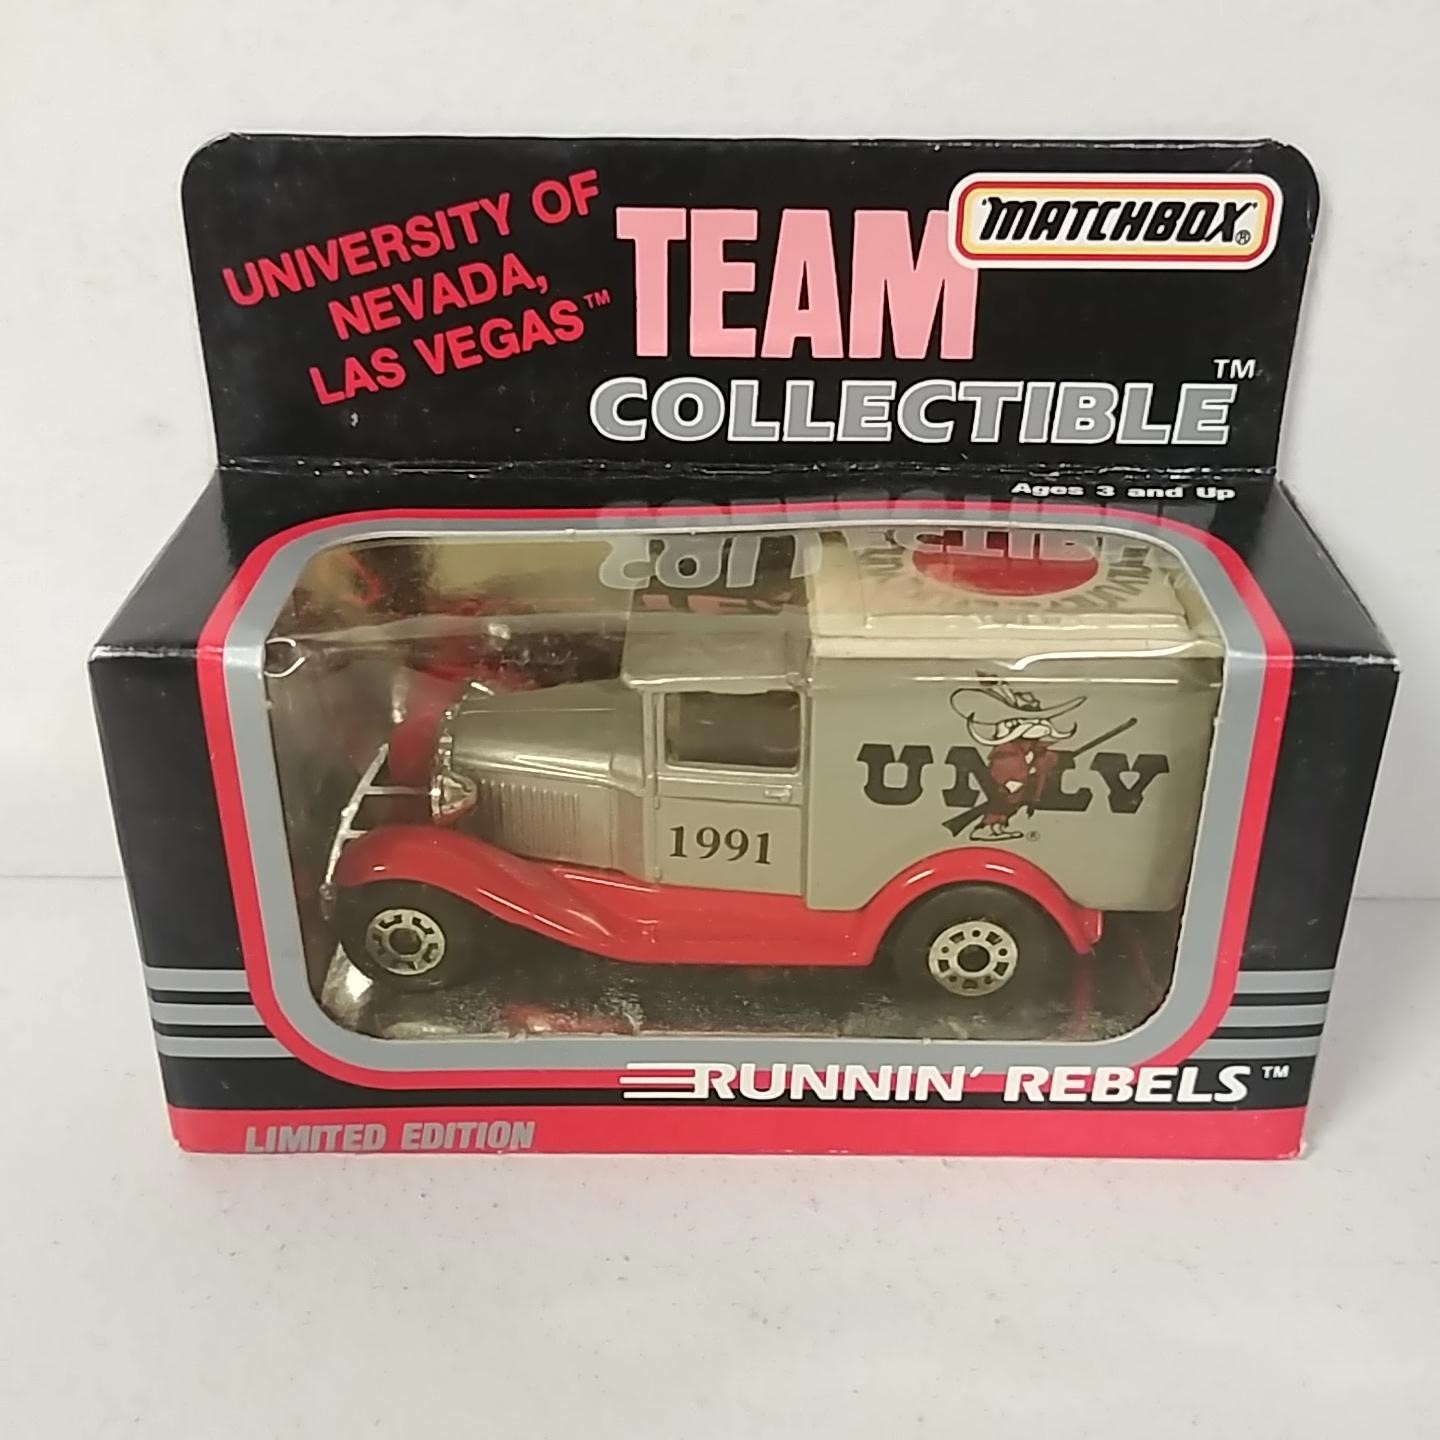 UNIVERSITY OF
NEVADA,
LAS VEGAS™
TEAM
MATCHBOX®
COLLECTIBLE™
Ages 3 and Up
UNLV
®
1991
RUNNIN' REBELS™
LIMITED EDITION